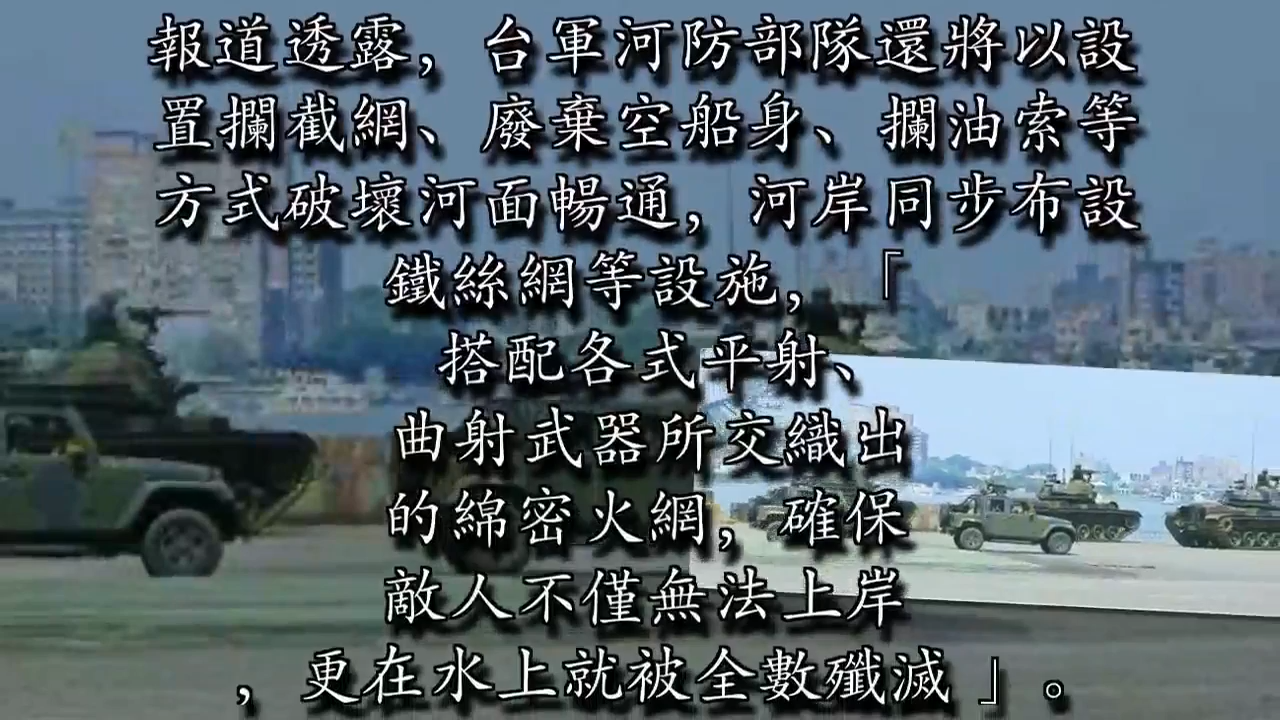 報道透露，台軍河防部隊還將以設
置攔截網、廢棄空船身、攔油索等
方式破壞河面暢通，河岸同步布設
鐵絲網等設施，「
搭配各式平射、
曲射武器所交織出
的綿密火網，確保
敵人不僅無法上岸
，更在水上就被全數殲滅」。